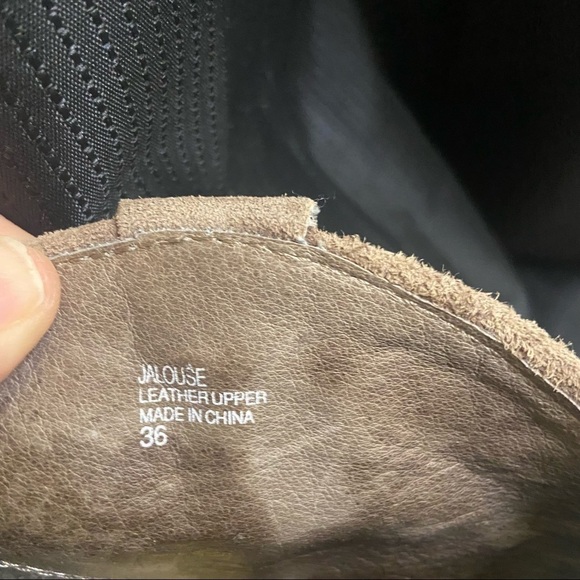 JALOUSE
LEATHER UPPER
MADE IN CHINA
36